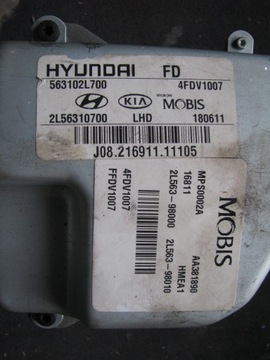 HYUNDAI FD
563102L700 4FDV1007
KIA MOBIS
2L56310700 LHD 180611
J08.216911.11105
MOBIS
MPS0002A AA381890
16811 HMEA1
2L563-98000 2L563-98010
4FDV1007
FFDV1007